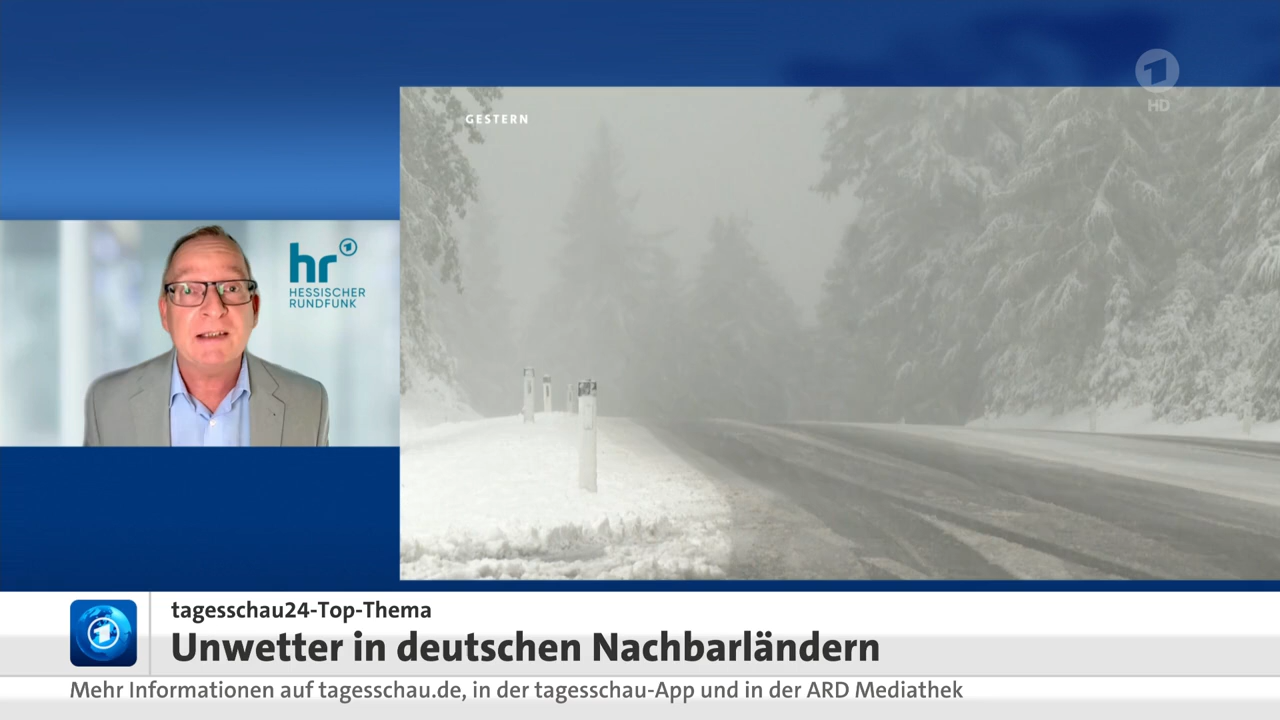 GESTERN
HD
hr
HESSISCHER
RUNDFUNK
tagesschau24-Top-Thema
Unwetter in deutschen Nachbarländern
Mehr Informationen auf tagesschau.de, in der tagesschau-App und in der ARD Mediathek